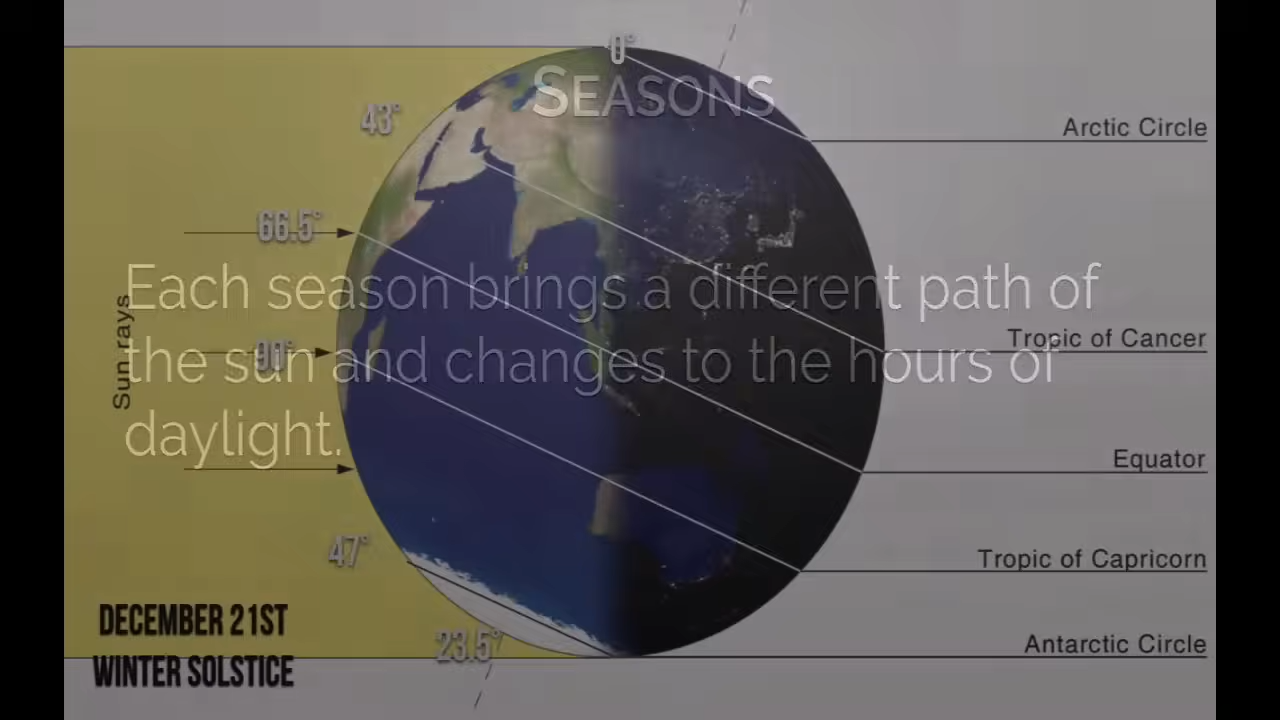 0°
SEASONS
43°
Arctic Circle
66.5°
Each season brings a different path of
the sun and changes to the hours of
daylight.
Sun rays
90°
Tropic of Cancer
Equator
47°
Tropic of Capricorn
DECEMBER 21ST
WINTER SOLSTICE
23.5°
Antarctic Circle